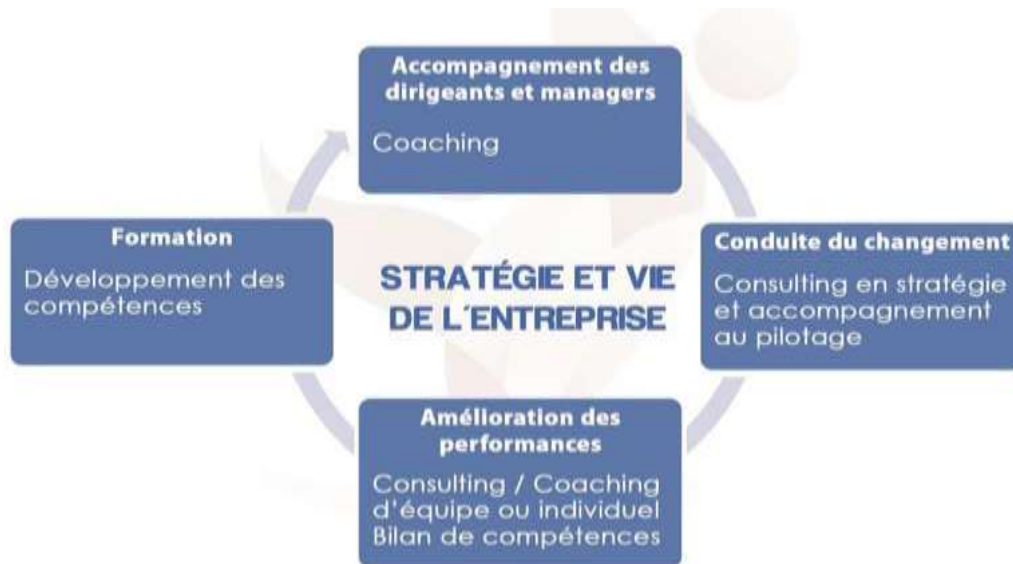 Accompagnement des
dirigeants et managers
Coaching
Formation
Développement des
compétences
STRATÉGIE ET VIE
DE L'ENTREPRISE
Conduite du changement
Consulting en stratégie
et accompagnement
au pilotage
Amélioration des
performances
Consulting / Coaching
d'équipe ou individuel
Bilan de compétences